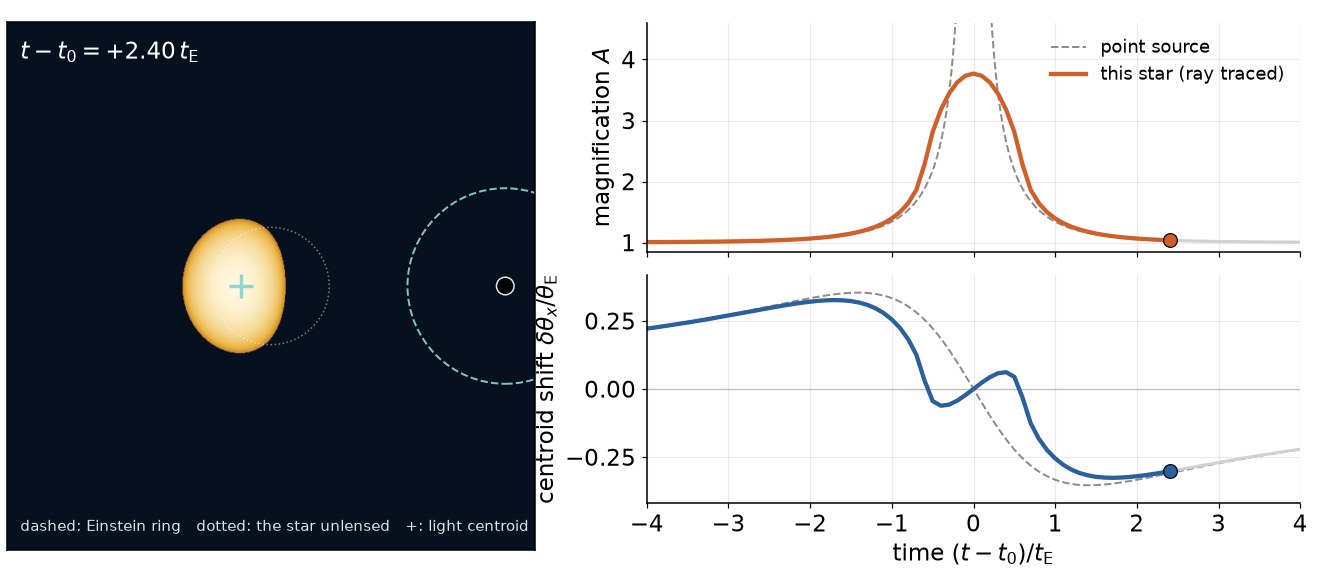 t − t₀ = +2.40 t_E
dashed: Einstein ring dotted: the star unlensed +: light centroid
magnification A
4
3
2
1
point source
this star (ray traced)
centroid shift δθₓ/θ_E
0.25
0.00
−0.25
−4 −3 −2 −1 0 1 2 3 4
time (t − t₀)/t_E